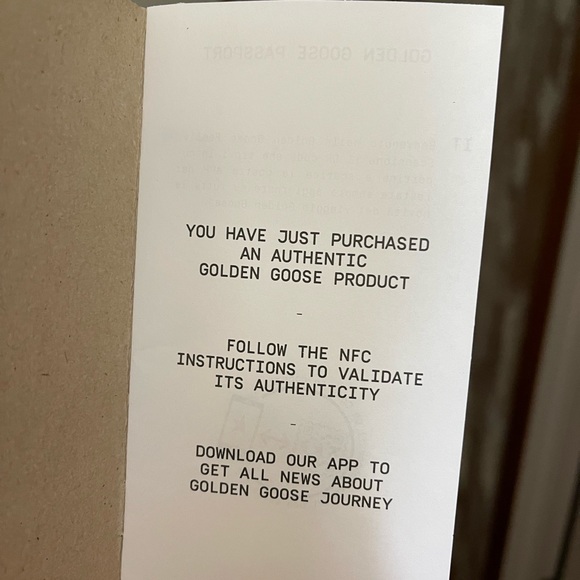 YOU HAVE JUST PURCHASED
AN AUTHENTIC
GOLDEN GOOSE PRODUCT
-
FOLLOW THE NFC
INSTRUCTIONS TO VALIDATE
ITS AUTHENTICITY
-
DOWNLOAD OUR APP TO
GET ALL NEWS ABOUT
GOLDEN GOOSE JOURNEY